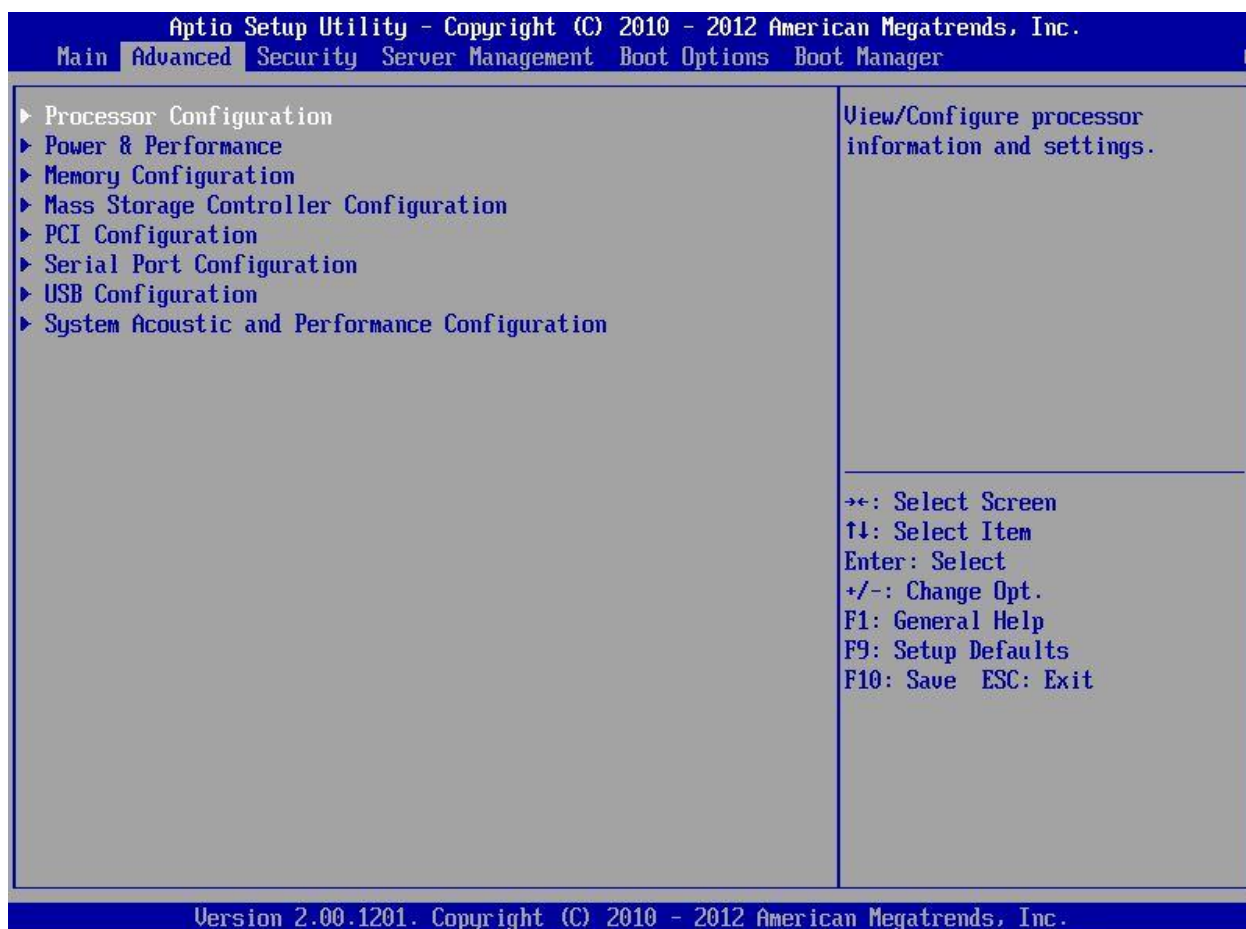 Aptio Setup Utility - Copyright (C) 2010 - 2012 American Megatrends, Inc.
Main Advanced Security Server Management Boot Options Boot Manager
Processor Configuration
Power & Performance
Memory Configuration
Mass Storage Controller Configuration
PCI Configuration
Serial Port Configuration
USB Configuration
System Acoustic and Performance Configuration
View/Configure processor
information and settings.
→←: Select Screen
↑↓: Select Item
Enter: Select
+/-: Change Opt.
F1: General Help
F9: Setup Defaults
F10: Save ESC: Exit
Version 2.00.1201. Copyright (C) 2010 - 2012 American Megatrends, Inc.